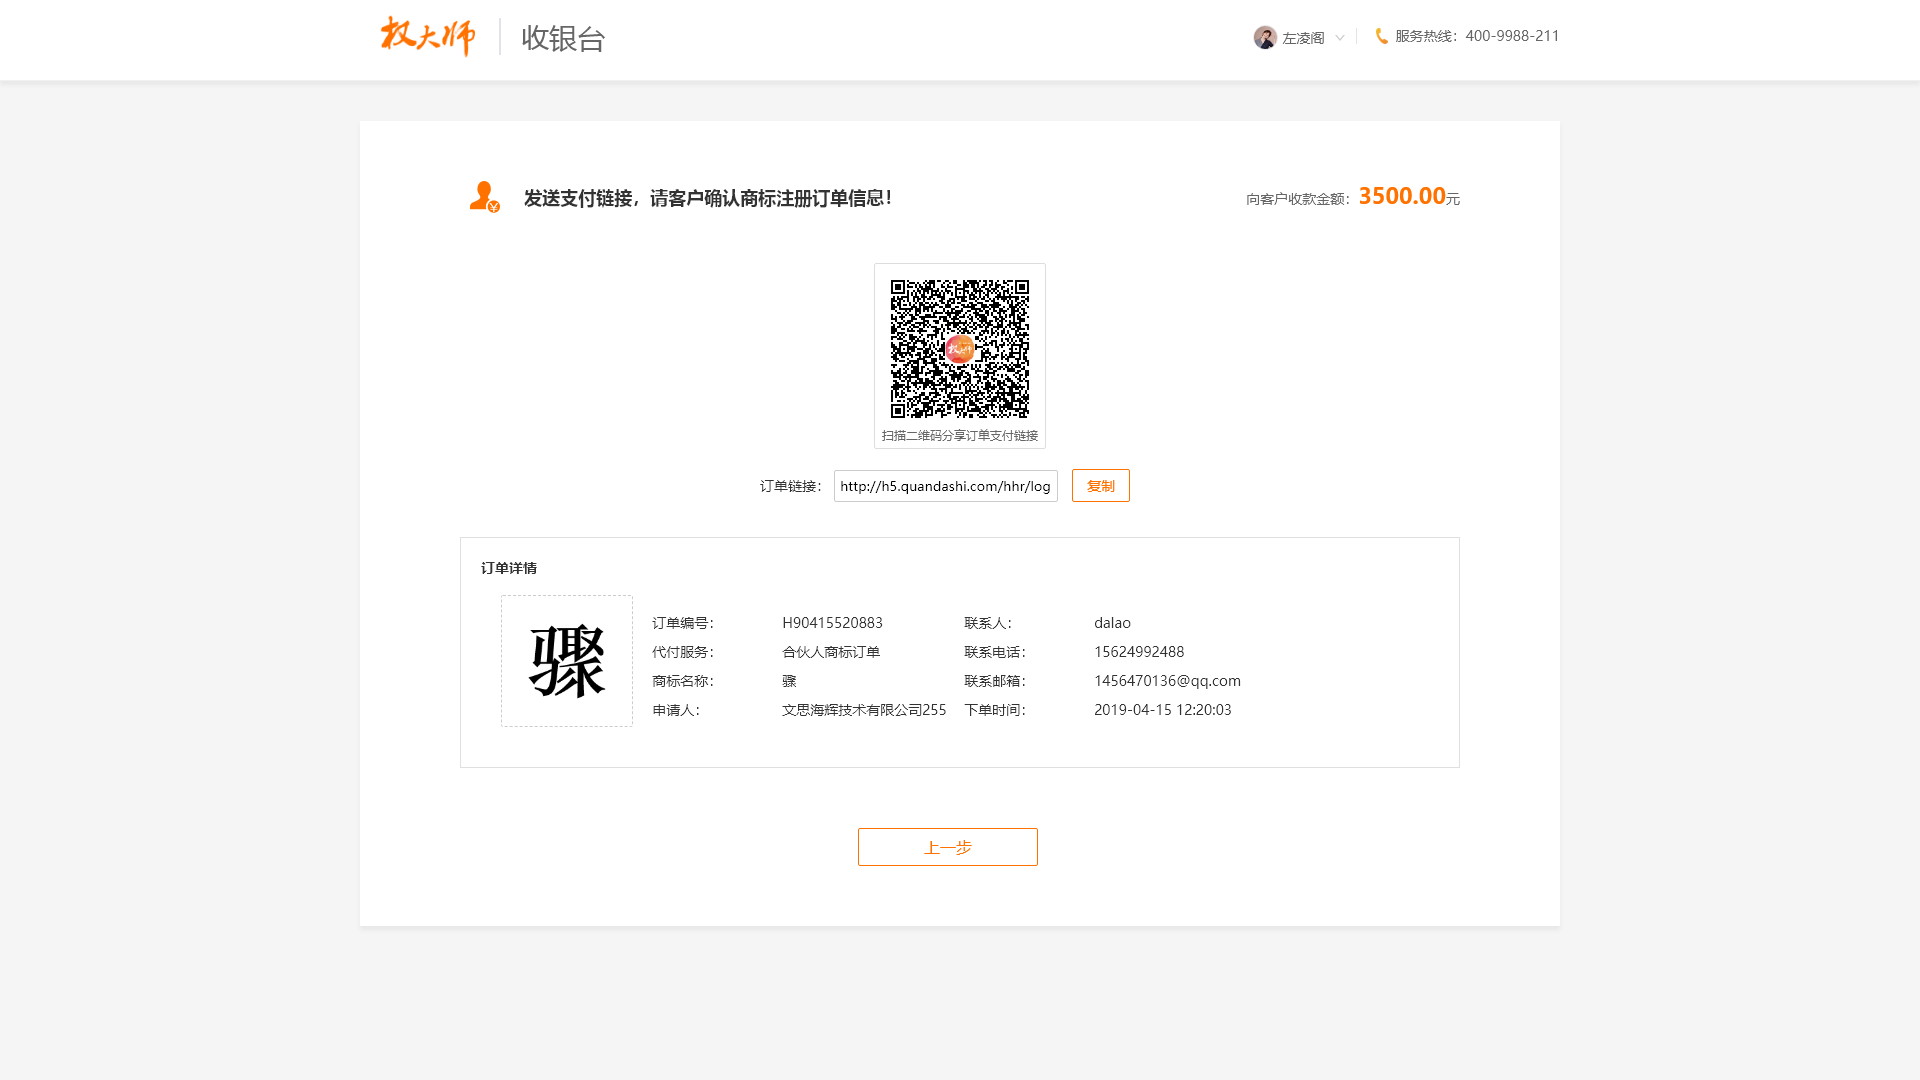 权大师 收银台 左凌阁 服务热线：400-9988-211
发送支付链接，请客户确认商标注册订单信息！ 向客户收款金额：3500.00元
权大师
扫描二维码分享订单支付链接
订单链接： http://h5.quandashi.com/hhr/log 复制
订单详情
骤
订单编号： H90415520883 联系人： dalao
代付服务： 合伙人商标订单 联系电话： 15624992488
商标名称： 骤 联系邮箱： 1456470136@qq.com
申请人： 文思海辉技术有限公司255 下单时间： 2019-04-15 12:20:03
上一步